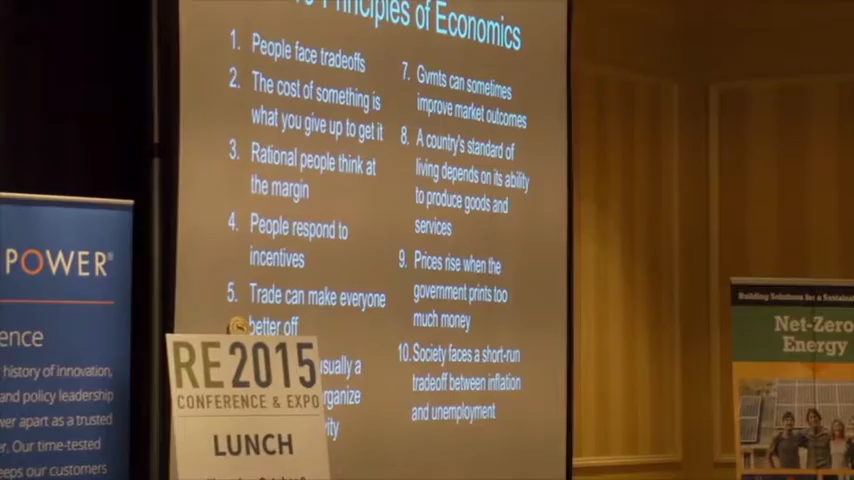 Principles of Economics
1. People face tradeoffs
2. The cost of something is
what you give up to get it
3. Rational people think at
the margin
4. People respond to
incentives
5. Trade can make everyone
better off
usually a
7. Gvmts can sometimes
improve market outcomes
8. A country's standard of
living depends on its ability
to produce goods and
services
9. Prices rise when the
government prints too
much money
10. Society faces a short-run
tradeoff between inflation
and unemployment
POWER®
history of innovation,
and policy leadership
apart as a trusted
Our time-tested
our customers
RE2015
CONFERENCE & EXPO
LUNCH
Building Solutions for a
Net-Zero
Energy